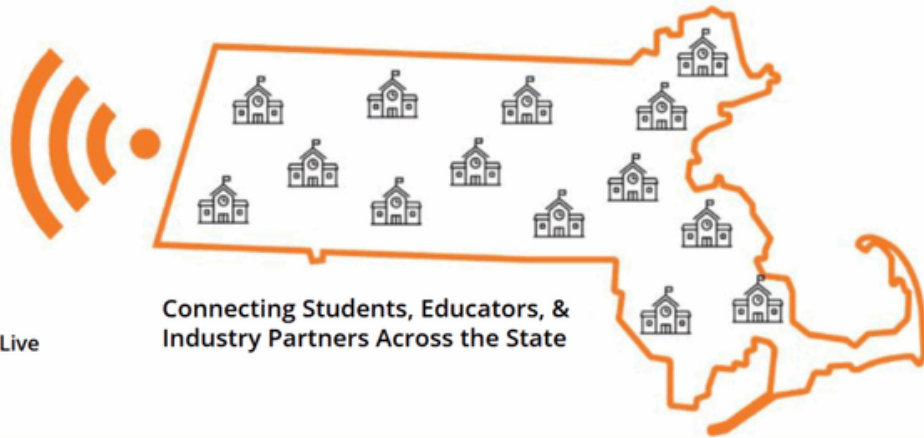 Connecting Students, Educators, &
Industry Partners Across the State
Live